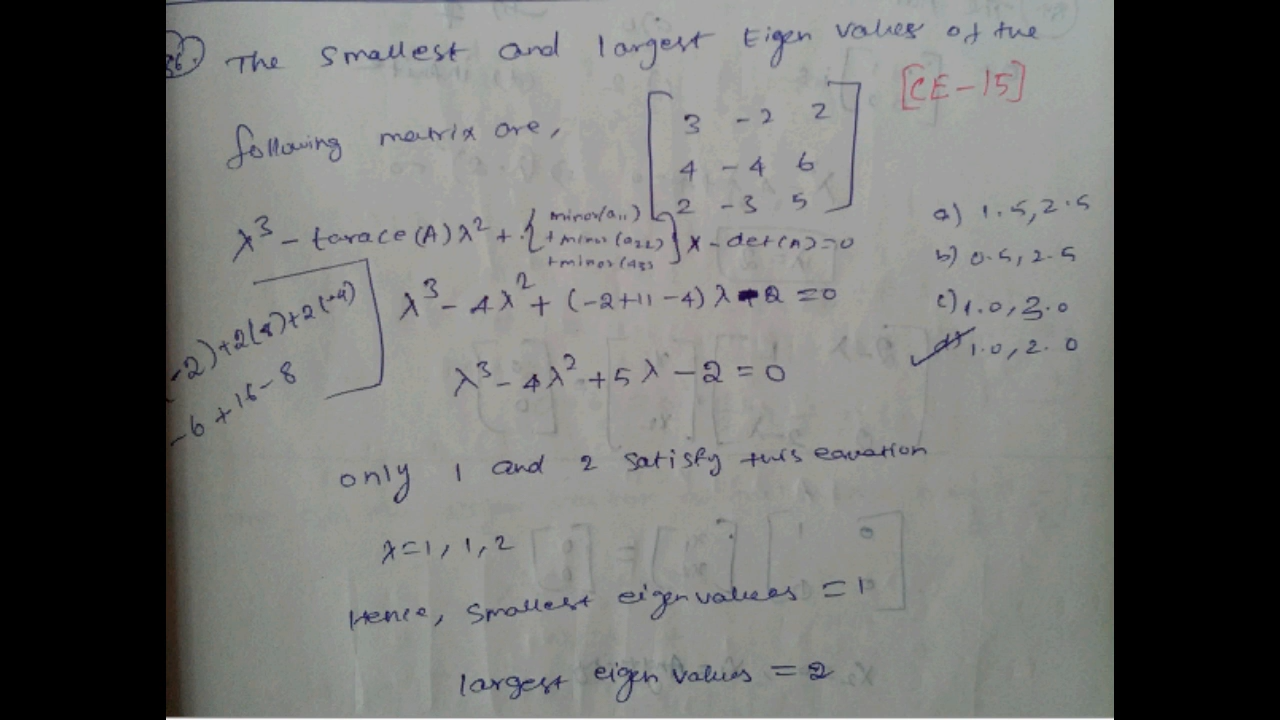 36. The smallest and largest Eigen values of the
[CE-15]
following matrix are,
3 -2 2
4 -4 6
2 -3 5
λ³ - torace(A)λ² + {minor(a11) + minor(a22) + minor(a33)} λ - det(A) = 0
a) 1.5, 2.5
b) 0.5, 2.5
c) 1.0, 3.0
d) 1.0, 2.0
-2) + 2(8) + 2(-4)
-6 + 16 - 8
λ³ - 4λ² + (-2+11-4) λ - 2 = 0
λ³ - 4λ² + 5λ - 2 = 0
only 1 and 2 satisfy this equation
λ = 1, 1, 2
Hence, smallest eigen values = 1
largest eigen values = 2